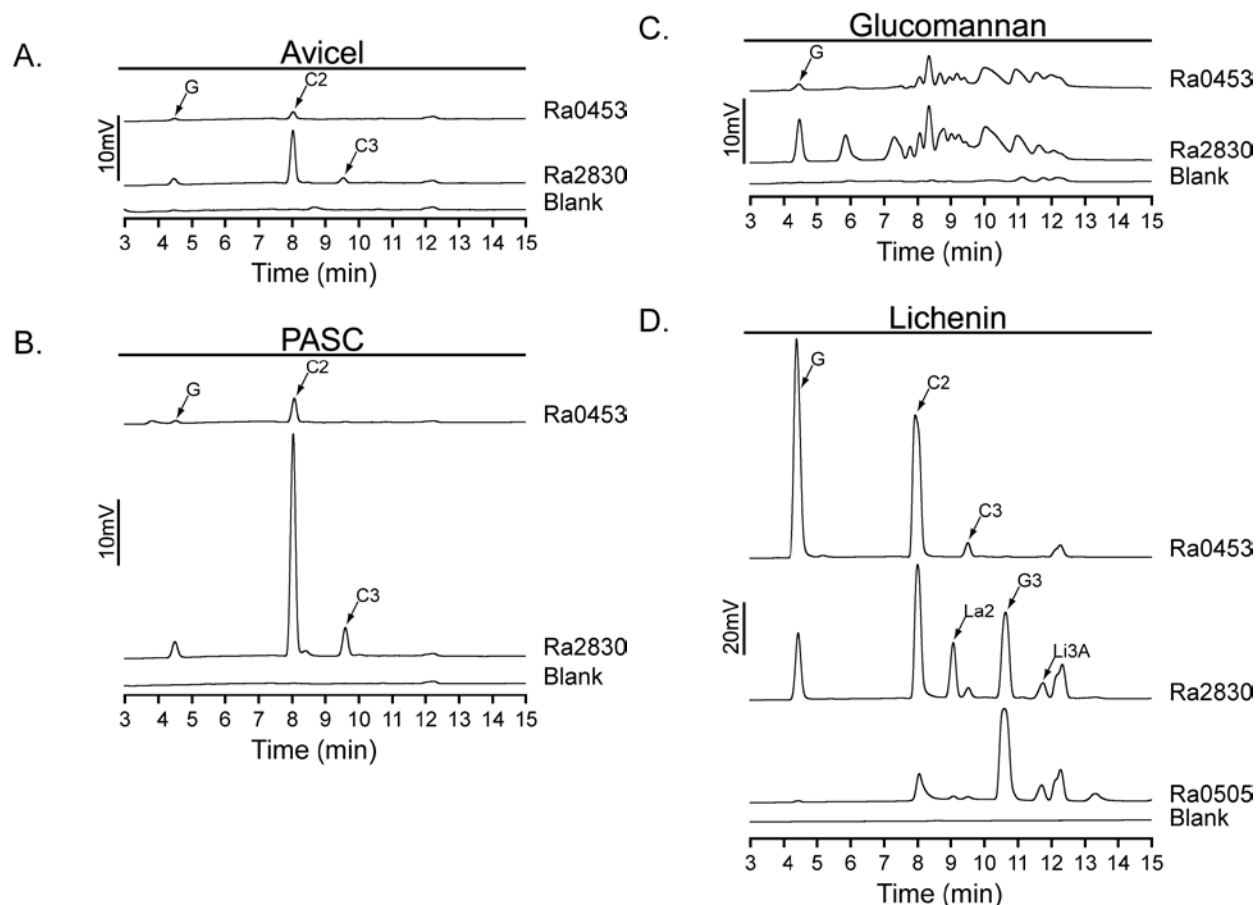 A.
Avicel
G
C2
Ra0453
10mV
C3
Ra2830
Blank
3 4 5 6 7 8 9 10 11 12 13 14 15
Time (min)
B.
PASC
C2
G
Ra0453
10mV
C3
Ra2830
Blank
3 4 5 6 7 8 9 10 11 12 13 14 15
Time (min)
C.
Glucomannan
G
Ra0453
10mV
Ra2830
Blank
3 4 5 6 7 8 9 10 11 12 13 14 15
Time (min)
D.
Lichenin
G
C2
C3
Ra0453
G3
La2
20mV
Li3A
Ra2830
Ra0505
Blank
3 4 5 6 7 8 9 10 11 12 13 14 15
Time (min)